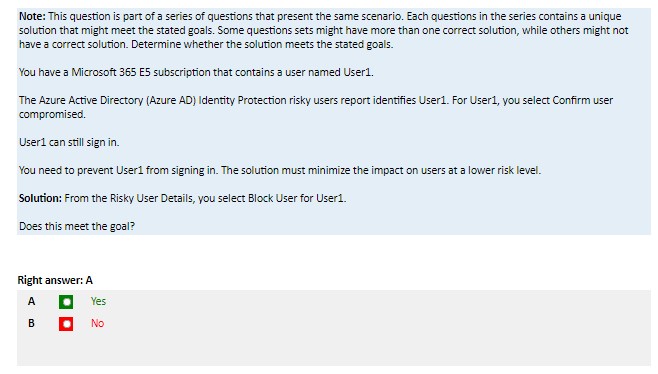 Note: This question is part of a series of questions that present the same scenario. Each questions in the series contains a unique
solution that might meet the stated goals. Some questions sets might have more than one correct solution, while others might not
have a correct solution. Determine whether the solution meets the stated goals.
You have a Microsoft 365 E5 subscription that contains a user named User1.
The Azure Active Directory (Azure AD) Identity Protection risky users report identifies User1. For User1, you select Confirm user
compromised.
User1 can still sign in.
You need to prevent User1 from signing in. The solution must minimize the impact on users at a lower risk level.
Solution: From the Risky User Details, you select Block User for User1.
Does this meet the goal?
Right answer: A
A Yes
B No